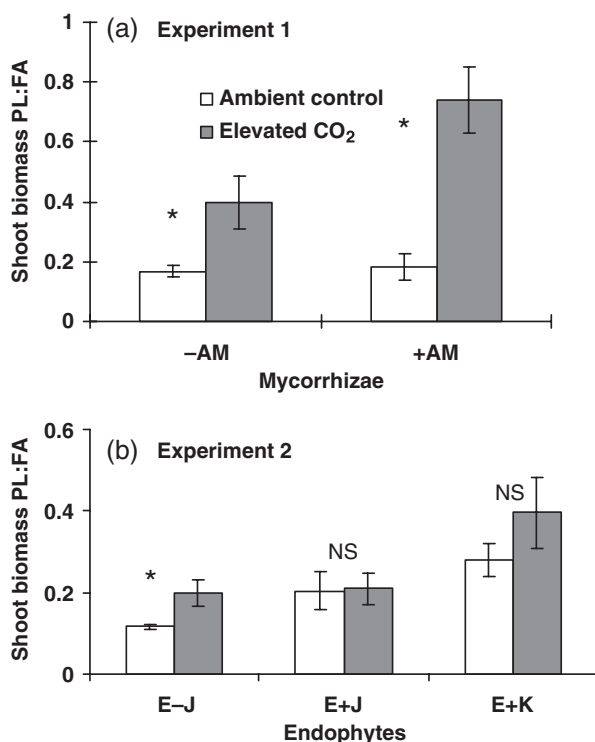 (a) Experiment 1
Shoot biomass PL:FA
1
0.8
0.6
0.4
0.2
0
Ambient control
Elevated CO₂
*
*
–AM
+AM
Mycorrhizae
(b) Experiment 2
Shoot biomass PL:FA
0.6
0.4
0.2
0
*
NS
NS
E–J
E+J
E+K
Endophytes